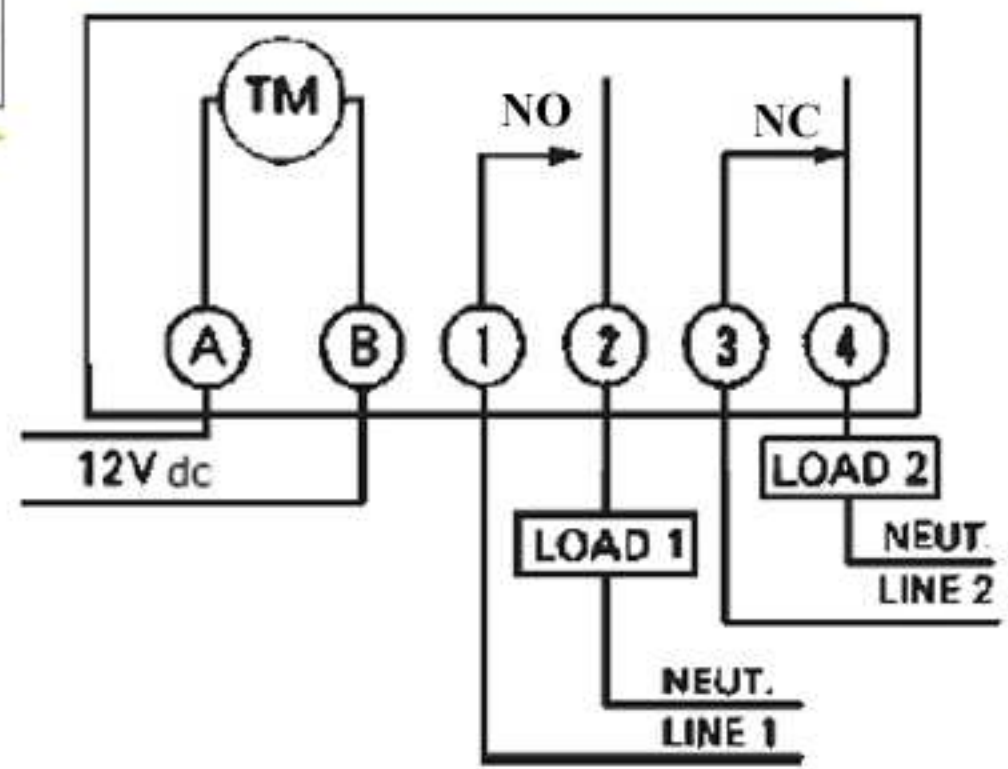 TM
NO
NC
A
B
1
2
3
4
12V dc
LOAD 2
LOAD 1
NEUT.
LINE 2
NEUT.
LINE 1